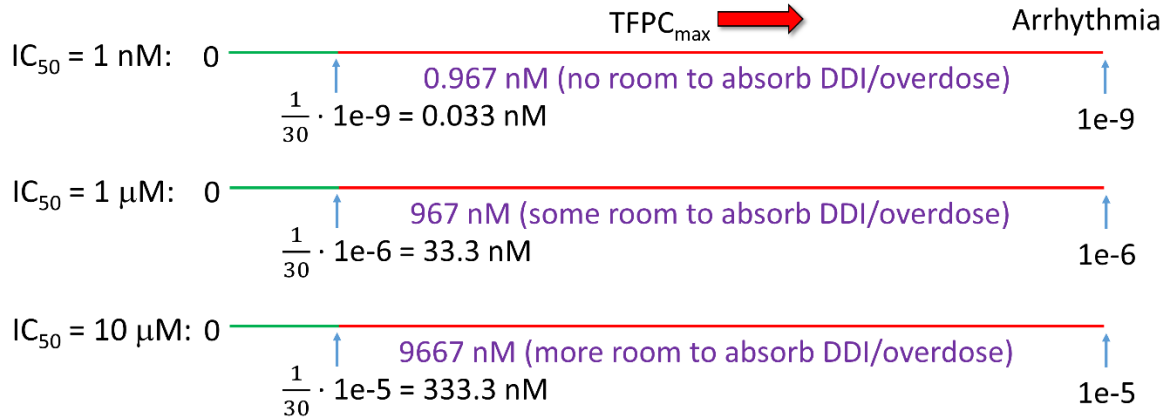 TFPCmax Arrhythmia
IC50 = 1 nM: 0
0.967 nM (no room to absorb DDI/overdose)
1/30 · 1e-9 = 0.033 nM 1e-9
IC50 = 1 μM: 0
967 nM (some room to absorb DDI/overdose)
1/30 · 1e-6 = 33.3 nM 1e-6
IC50 = 10 μM: 0
9667 nM (more room to absorb DDI/overdose)
1/30 · 1e-5 = 333.3 nM 1e-5